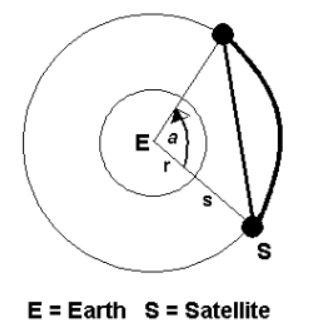 E
a
r
s
S
E = Earth S = Satellite